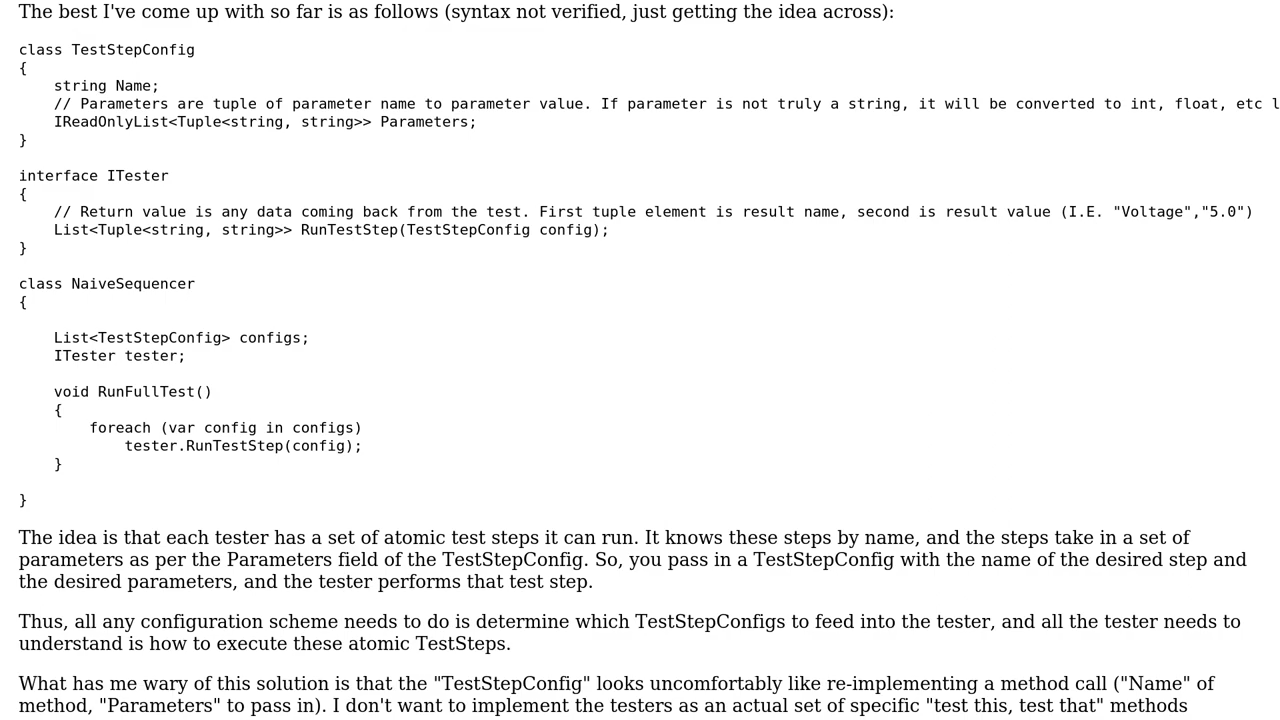 The best I've come up with so far is as follows (syntax not verified, just getting the idea across):
class TestStepConfig
{
    string Name;
    // Parameters are tuple of parameter name to parameter value. If parameter is not truly a string, it will be converted to int, float, etc l
    IReadOnlyList<Tuple<string, string>> Parameters;
}
interface ITester
{
    // Return value is any data coming back from the test. First tuple element is result name, second is result value (I.E. "Voltage","5.0")
    List<Tuple<string, string>> RunTestStep(TestStepConfig config);
}
class NaiveSequencer
{
    List<TestStepConfig> configs;
    ITester tester;
    void RunFullTest()
    {
        foreach (var config in configs)
            tester.RunTestStep(config);
    }
}
The idea is that each tester has a set of atomic test steps it can run. It knows these steps by name, and the steps take in a set of
parameters as per the Parameters field of the TestStepConfig. So, you pass in a TestStepConfig with the name of the desired step and
the desired parameters, and the tester performs that test step.
Thus, all any configuration scheme needs to do is determine which TestStepConfigs to feed into the tester, and all the tester needs to
understand is how to execute these atomic TestSteps.
What has me wary of this solution is that the "TestStepConfig" looks uncomfortably like re-implementing a method call ("Name" of
method, "Parameters" to pass in). I don't want to implement the testers as an actual set of specific "test this, test that" methods